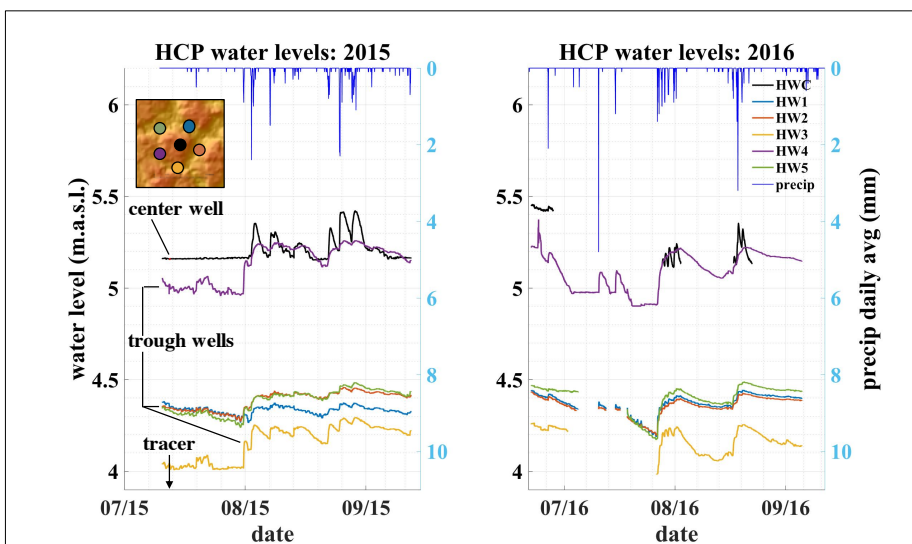 HCP water levels: 2015
HCP water levels: 2016
6
5.5
5
4.5
4
water level (m.a.s.l.)
center well
trough wells
tracer
07/15
08/15
09/15
date
0
2
4
6
8
10
6
5.5
5
4.5
4
HWC
HW1
HW2
HW3
HW4
HW5
precip
07/16
08/16
09/16
date
0
2
4
6
8
10
precip daily avg (mm)